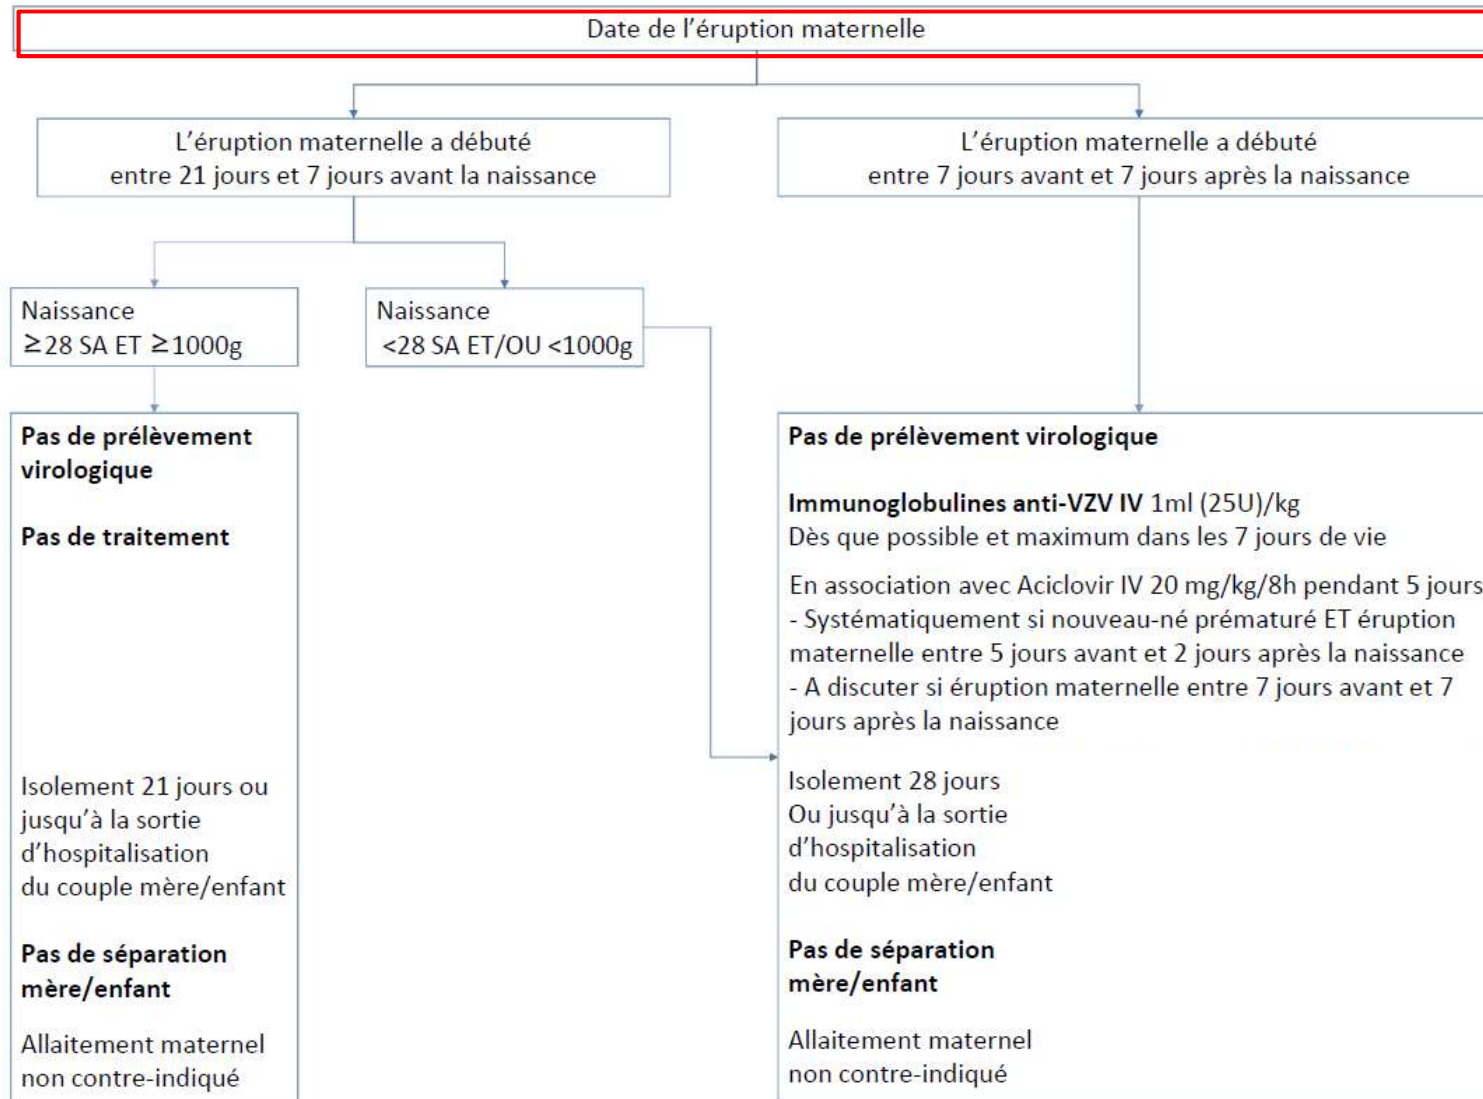 Date de l'éruption maternelle
L'éruption maternelle a débuté
entre 21 jours et 7 jours avant la naissance
L'éruption maternelle a débuté
entre 7 jours avant et 7 jours après la naissance
Naissance
≥28 SA ET ≥1000g
Naissance
<28 SA ET/OU <1000g
Pas de prélèvement
virologique
Pas de traitement
Isolement 21 jours ou
jusqu'à la sortie
d'hospitalisation
du couple mère/enfant
Pas de séparation
mère/enfant
Allaitement maternel
non contre-indiqué
Pas de prélèvement virologique
Immunoglobulines anti-VZV IV 1ml (25U)/kg
Dès que possible et maximum dans les 7 jours de vie
En association avec Aciclovir IV 20 mg/kg/8h pendant 5 jours
- Systématiquement si nouveau-né prématuré ET éruption
maternelle entre 5 jours avant et 2 jours après la naissance
- A discuter si éruption maternelle entre 7 jours avant et 7
jours après la naissance
Isolement 28 jours
Ou jusqu'à la sortie
d'hospitalisation
du couple mère/enfant
Pas de séparation
mère/enfant
Allaitement maternel
non contre-indiqué